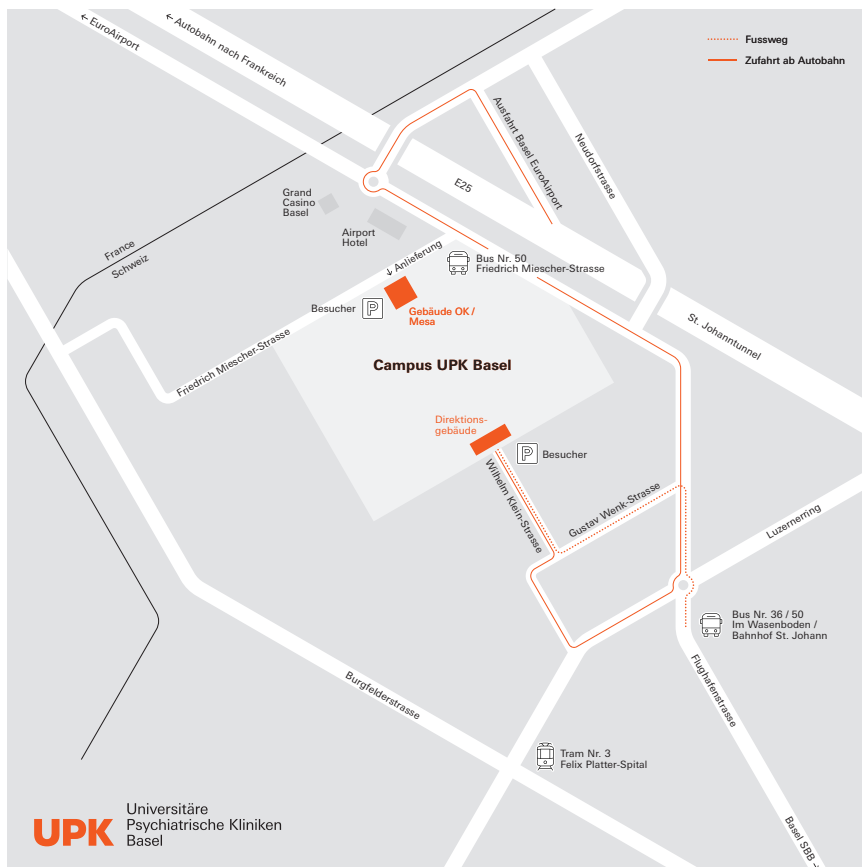 ← EuroAirport
← Autobahn nach Frankreich
Fussweg
Zufahrt ab Autobahn
Ausfahrt Basel EuroAirport
Neudorfstrasse
E25
Grand
Casino
Basel
Airport
Hotel
France
Schweiz
↓ Anlieferung
Bus Nr. 50
Friedrich Miescher-Strasse
Besucher
P
Gebäude OK /
Mesa
St. Johanntunnel
Friedrich Miescher-Strasse
Campus UPK Basel
Direktions-
gebäude
P
Besucher
Wilhelm Klein-Strasse
Gustav Wenk-Strasse
Luzernerring
Bus Nr. 36 / 50
Im Wasenboden /
Bahnhof St. Johann
Flughafenstrasse
Burgfelderstrasse
Tram Nr. 3
Felix Platter-Spital
Basel SBB →
UPK
Universitäre
Psychiatrische Kliniken
Basel